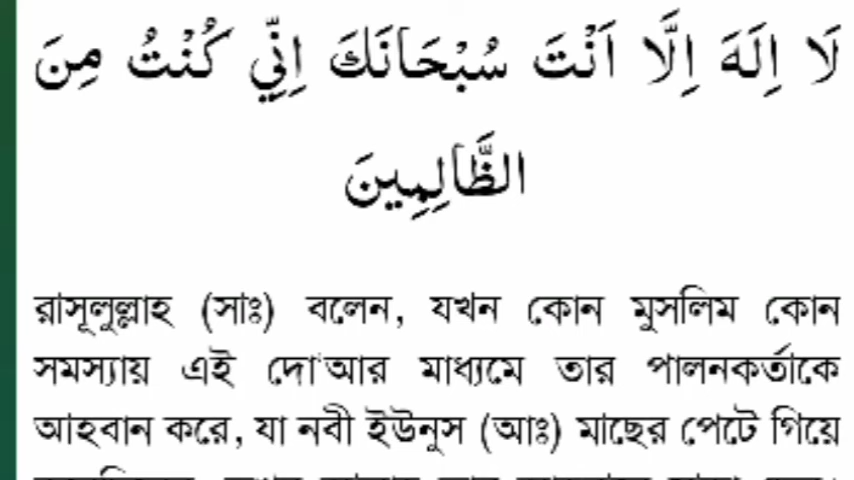 لَا اِلَهَ اِلَّا اَنْتَ سُبْحَانَكَ اِنِّي كُنْتُ مِنَ
الظَّالِمِينَ
রাসূলুল্লাহ (সাঃ) বলেন, যখন কোন মুসলিম কোন
সমস্যায় এই দো'আর মাধ্যমে তার পালনকর্তাকে
আহবান করে, যা নবী ইউনুস (আঃ) মাছের পেটে গিয়ে